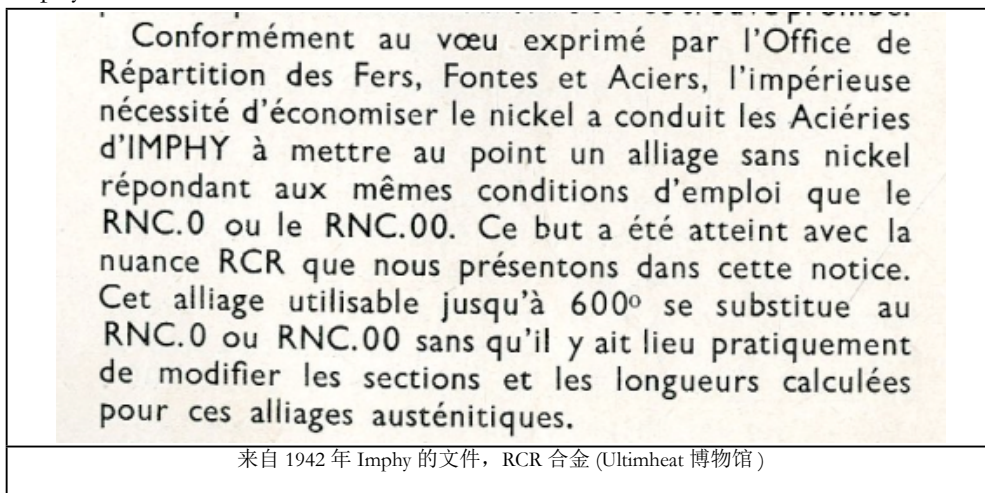 Conformément au vœu exprimé par l'Office de
Répartition des Fers, Fontes et Aciers, l'impérieuse
nécessité d'économiser le nickel a conduit les Aciéries
d'IMPHY à mettre au point un alliage sans nickel
répondant aux mêmes conditions d'emploi que le
RNC.0 ou le RNC.00. Ce but a été atteint avec la
nuance RCR que nous présentons dans cette notice.
Cet alliage utilisable jusqu'à 600° se substitue au
RNC.0 ou RNC.00 sans qu'il y ait lieu pratiquement
de modifier les sections et les longueurs calculées
pour ces alliages austénitiques.
来自 1942 年 Imphy 的文件，RCR 合金 (Ultimheat 博物馆 )